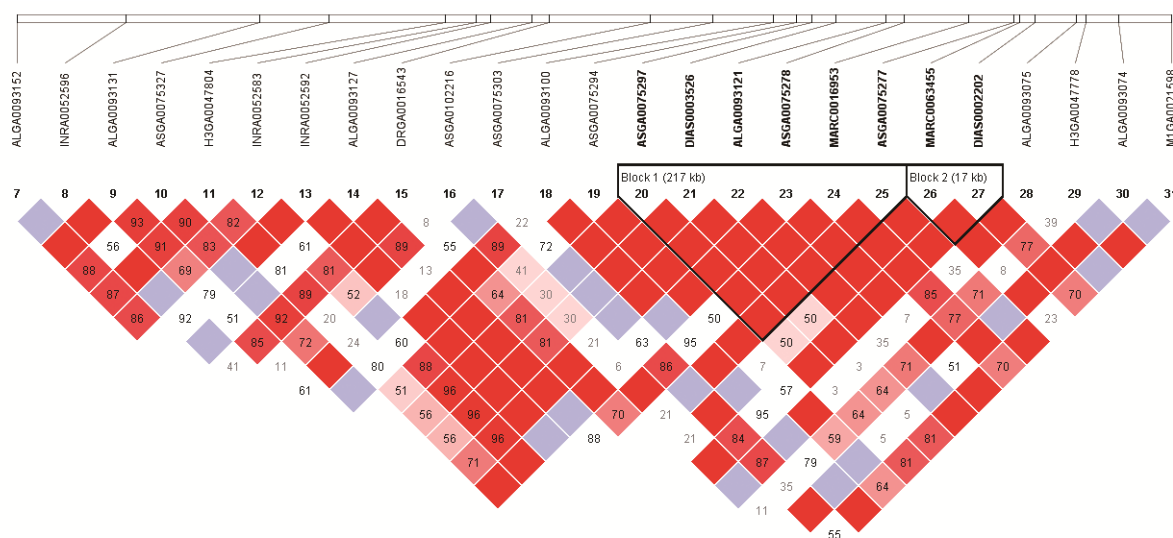 ALGA0093152
INRA0052596
ALGA0093131
ASGA0075327
H3GA0047804
INRA0052583
INRA0052592
ALGA0093127
DRGA0016543
ASGA0102216
ASGA0075303
ALGA0093100
ASGA0075294
ASGA0075297
DIAS0003526
ALGA0093121
ASGA0075278
MARC0016953
ASGA0075277
MARC0063455
DIAS0002202
ALGA0093075
H3GA0047778
ALGA0093074
M1GA0021598
Block 1 (217 kb) Block 2 (17 kb)
7 8 9 10 11 12 13 14 15 16 17 18 19 20 21 22 23 24 25 26 27 28 29 30 31
93 90 82 8 22 39
56 91 83 61 89 55 89 72 77
88 69 81 81 13 41 35 8
87 79 89 52 18 64 30 85 71 70
86 92 51 92 20 81 30 50 50 7 77 23
85 72 24 60 81 21 63 95 50 35
41 11 80 88 6 86 7 3 71 51 70
61 51 96 57 3 64
56 96 70 21 95 64 5
56 96 88 21 84 59 5 81
71 87 79 81
35 64
11
55